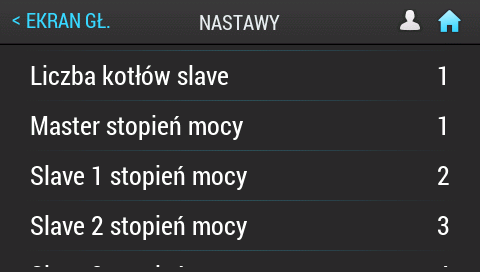 < EKRAN GŁ. NASTAWY
Liczba kotłów slave 1
Master stopień mocy 1
Slave 1 stopień mocy 2
Slave 2 stopień mocy 3